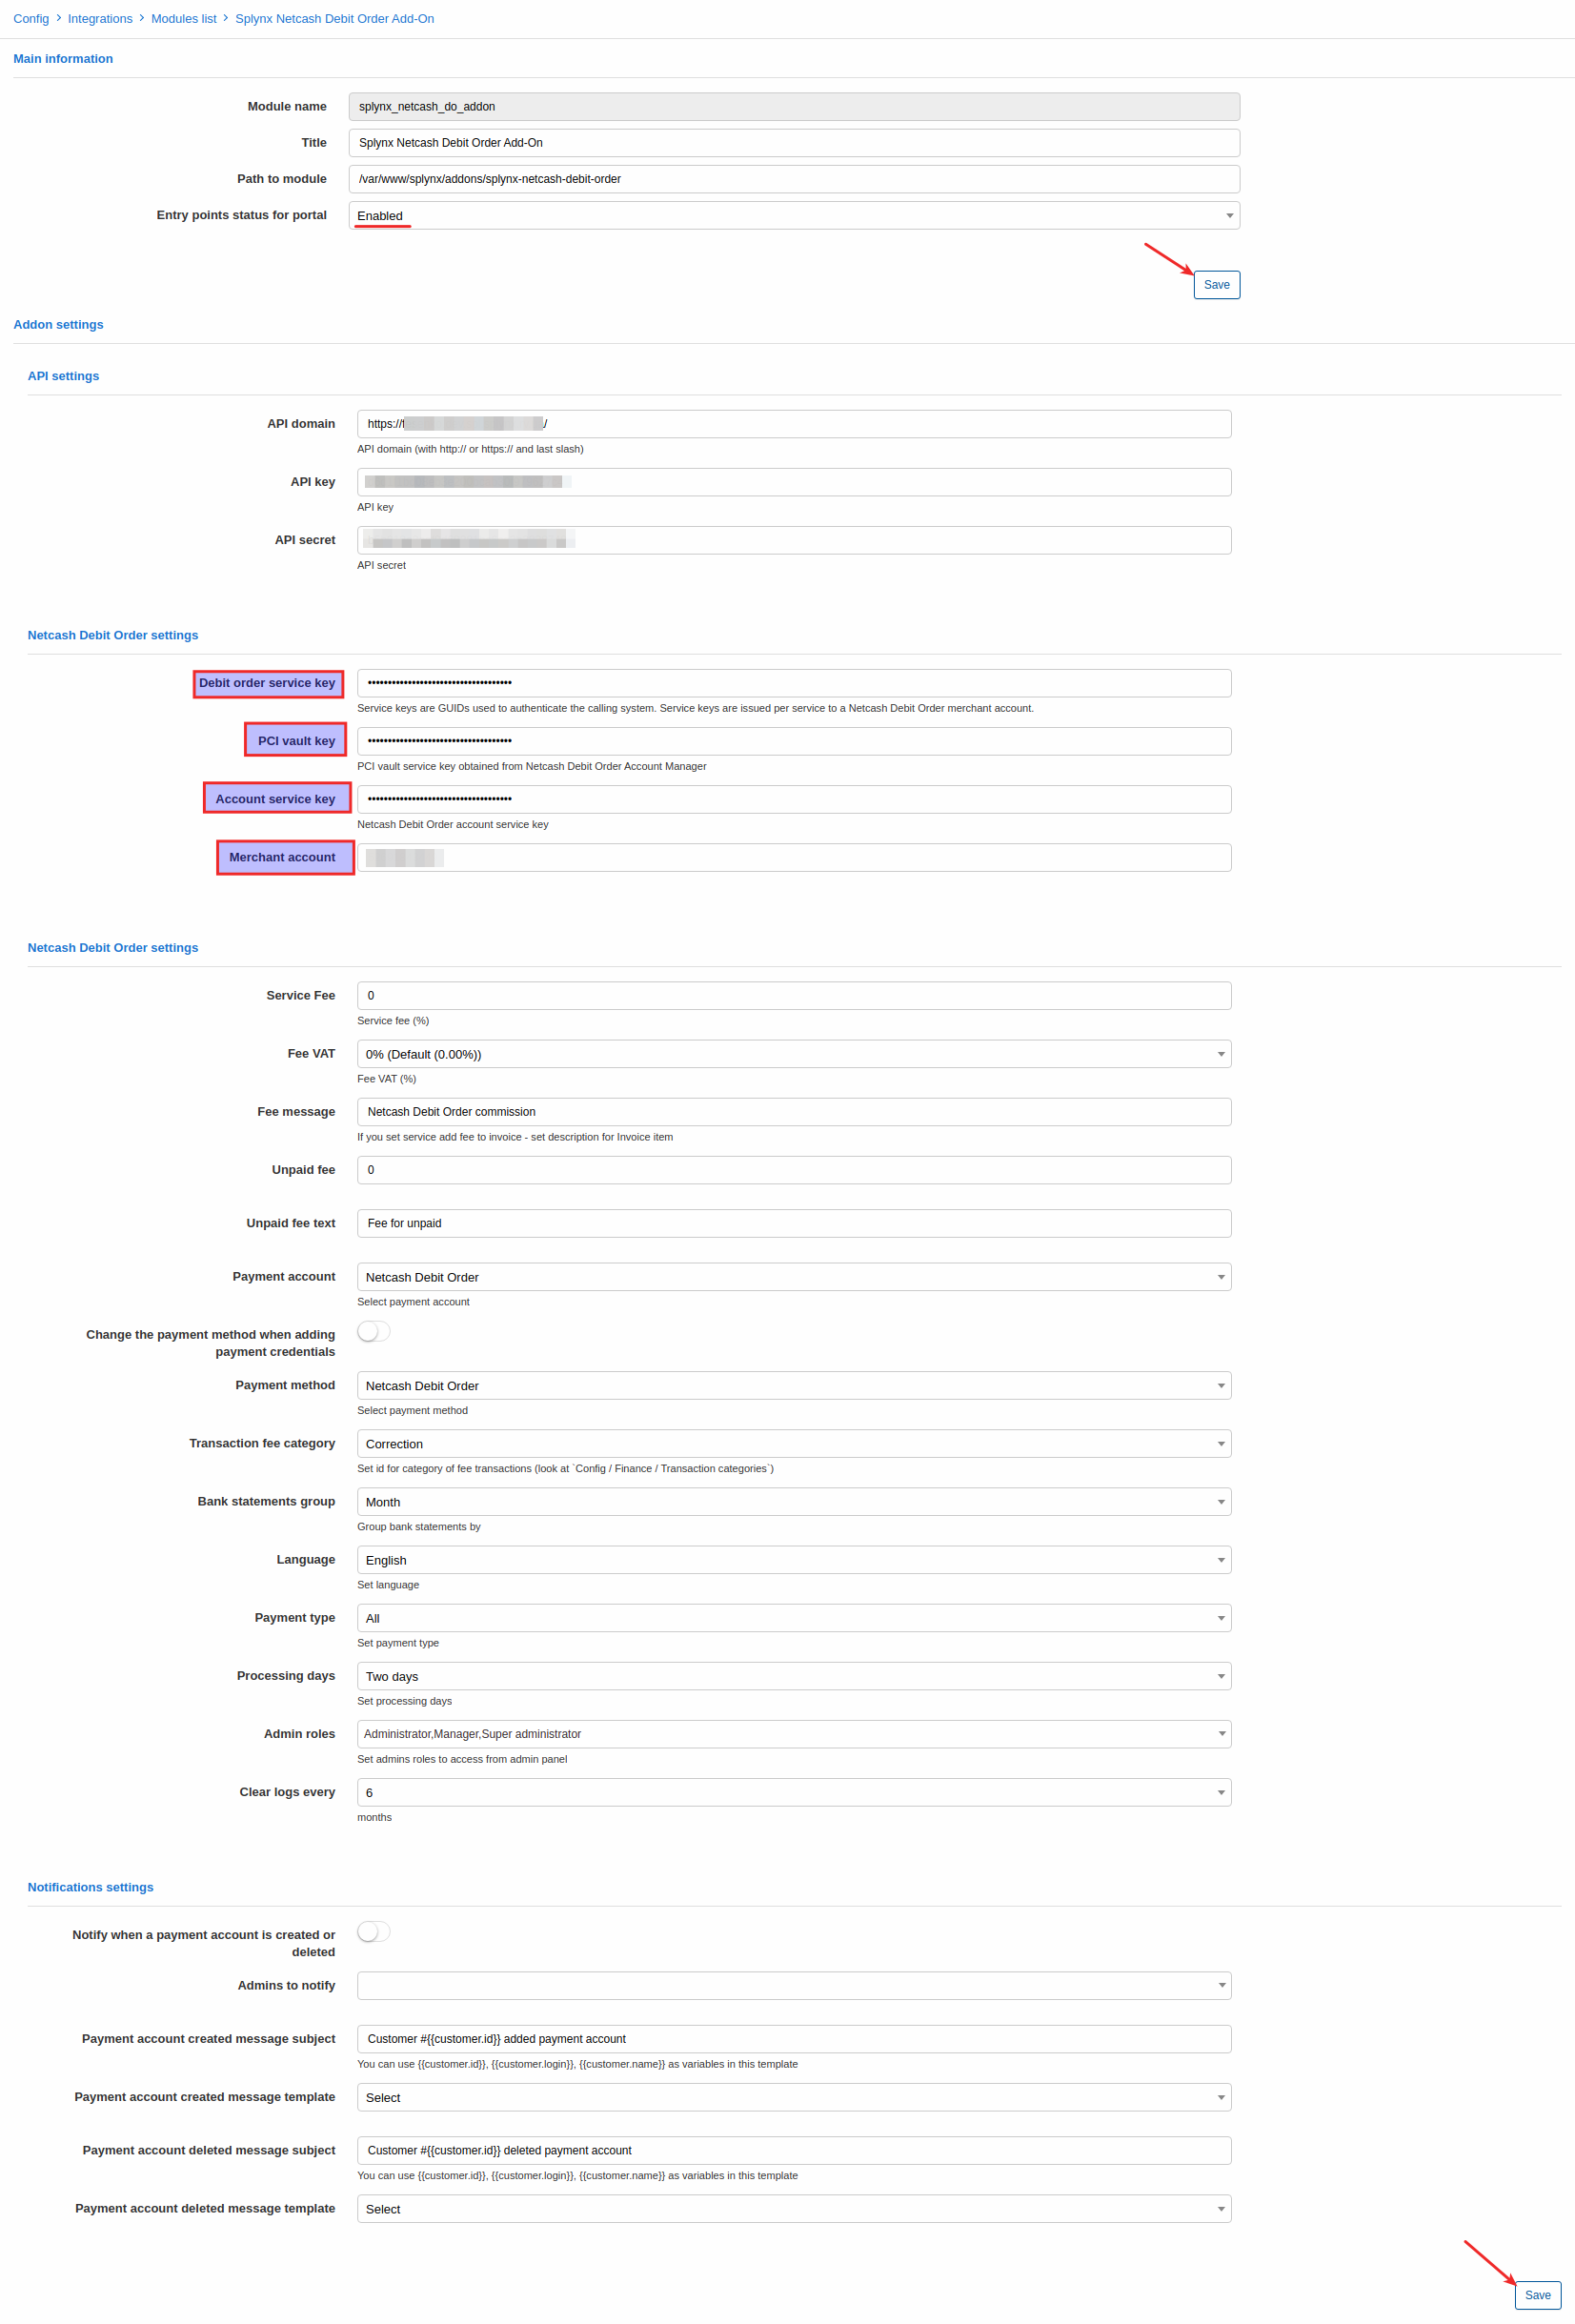 Config > Integrations > Modules list > Splynx Netcash Debit Order Add-On
Main information
Module name splynx_netcash_do_addon
Title Splynx Netcash Debit Order Add-On
Path to module /var/www/splynx/addons/splynx-netcash-debit-order
Entry points status for portal Enabled
Save
Addon settings
API settings
API domain https:// /
API domain (with http:// or https:// and last slash)
API key
API key
API secret
API secret
Netcash Debit Order settings
Debit order service key ••••••••••••••••••••••••••••••••••••
Service keys are GUIDs used to authenticate the calling system. Service keys are issued per service to a Netcash Debit Order merchant account.
PCI vault key ••••••••••••••••••••••••••••••••••••
PCI vault service key obtained from Netcash Debit Order Account Manager
Account service key ••••••••••••••••••••••••••••••••••••
Netcash Debit Order account service key
Merchant account
Netcash Debit Order settings
Service Fee 0
Service fee (%)
Fee VAT 0% (Default (0.00%))
Fee VAT (%)
Fee message Netcash Debit Order commission
If you set service add fee to invoice - set description for Invoice item
Unpaid fee 0
Unpaid fee text Fee for unpaid
Payment account Netcash Debit Order
Select payment account
Change the payment method when adding
payment credentials
Payment method Netcash Debit Order
Select payment method
Transaction fee category Correction
Set id for category of fee transactions (look at `Config / Finance / Transaction categories`)
Bank statements group Month
Group bank statements by
Language English
Set language
Payment type All
Set payment type
Processing days Two days
Set processing days
Admin roles Administrator,Manager,Super administrator
Set admins roles to access from admin panel
Clear logs every 6
months
Notifications settings
Notify when a payment account is created or
deleted
Admins to notify
Payment account created message subject Customer #{{customer.id}} added payment account
You can use {{customer.id}}, {{customer.login}}, {{customer.name}} as variables in this template
Payment account created message template Select
Payment account deleted message subject Customer #{{customer.id}} deleted payment account
You can use {{customer.id}}, {{customer.login}}, {{customer.name}} as variables in this template
Payment account deleted message template Select
Save